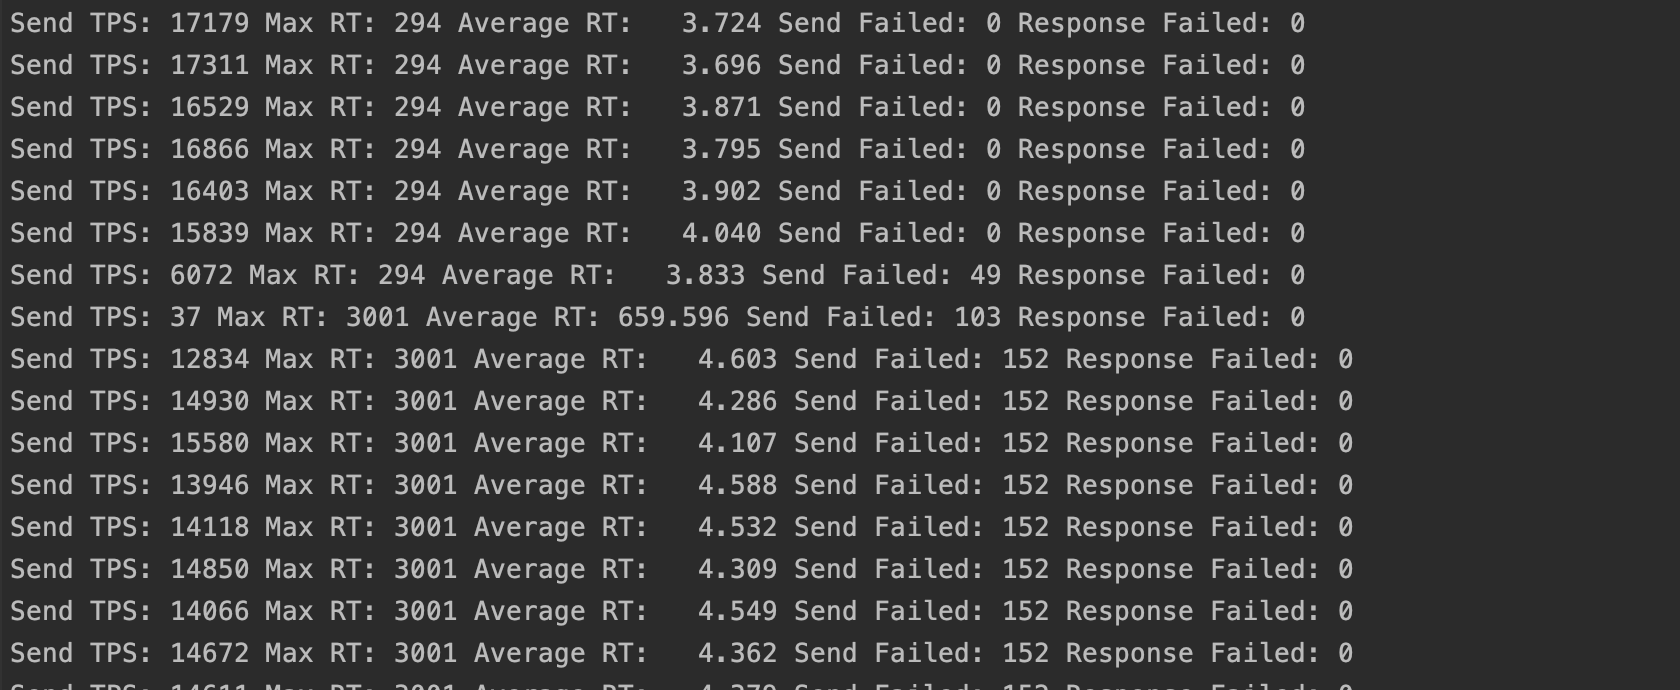 Send TPS: 17179 Max RT: 294 Average RT:   3.724 Send Failed: 0 Response Failed: 0
Send TPS: 17311 Max RT: 294 Average RT:   3.696 Send Failed: 0 Response Failed: 0
Send TPS: 16529 Max RT: 294 Average RT:   3.871 Send Failed: 0 Response Failed: 0
Send TPS: 16866 Max RT: 294 Average RT:   3.795 Send Failed: 0 Response Failed: 0
Send TPS: 16403 Max RT: 294 Average RT:   3.902 Send Failed: 0 Response Failed: 0
Send TPS: 15839 Max RT: 294 Average RT:   4.040 Send Failed: 0 Response Failed: 0
Send TPS: 6072 Max RT: 294 Average RT:   3.833 Send Failed: 49 Response Failed: 0
Send TPS: 37 Max RT: 3001 Average RT: 659.596 Send Failed: 103 Response Failed: 0
Send TPS: 12834 Max RT: 3001 Average RT:   4.603 Send Failed: 152 Response Failed: 0
Send TPS: 14930 Max RT: 3001 Average RT:   4.286 Send Failed: 152 Response Failed: 0
Send TPS: 15580 Max RT: 3001 Average RT:   4.107 Send Failed: 152 Response Failed: 0
Send TPS: 13946 Max RT: 3001 Average RT:   4.588 Send Failed: 152 Response Failed: 0
Send TPS: 14118 Max RT: 3001 Average RT:   4.532 Send Failed: 152 Response Failed: 0
Send TPS: 14850 Max RT: 3001 Average RT:   4.309 Send Failed: 152 Response Failed: 0
Send TPS: 14066 Max RT: 3001 Average RT:   4.549 Send Failed: 152 Response Failed: 0
Send TPS: 14672 Max RT: 3001 Average RT:   4.362 Send Failed: 152 Response Failed: 0